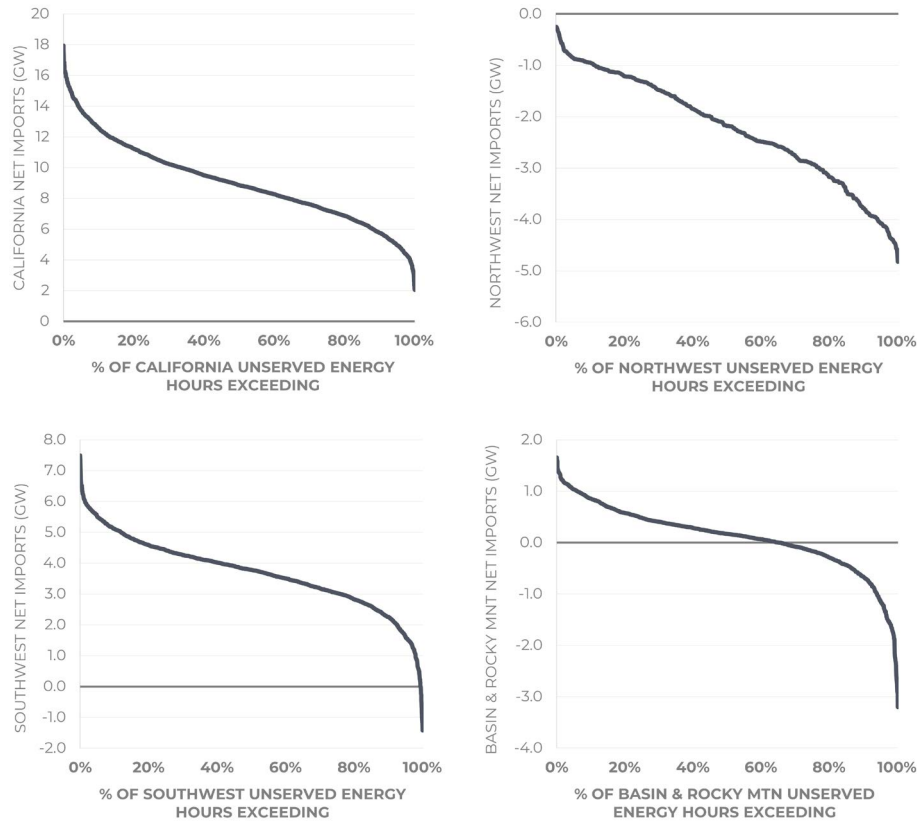 CALIFORNIA NET IMPORTS (GW)
20
18
16
14
12
10
8
6
4
2
0
0% 20% 40% 60% 80% 100%
% OF CALIFORNIA UNSERVED ENERGY
HOURS EXCEEDING
NORTHWEST NET IMPORTS (GW)
0.0
-1.0
-2.0
-3.0
-4.0
-5.0
-6.0
0% 20% 40% 60% 80% 100%
% OF NORTHWEST UNSERVED ENERGY
HOURS EXCEEDING
SOUTHWEST NET IMPORTS (GW)
8.0
7.0
6.0
5.0
4.0
3.0
2.0
1.0
0.0
-1.0
-2.0
0% 20% 40% 60% 80% 100%
% OF SOUTHWEST UNSERVED ENERGY
HOURS EXCEEDING
BASIN & ROCKY MNT NET IMPORTS (GW)
2.0
1.0
0.0
-1.0
-2.0
-3.0
-4.0
0% 20% 40% 60% 80% 100%
% OF BASIN & ROCKY MTN UNSERVED
ENERGY HOURS EXCEEDING